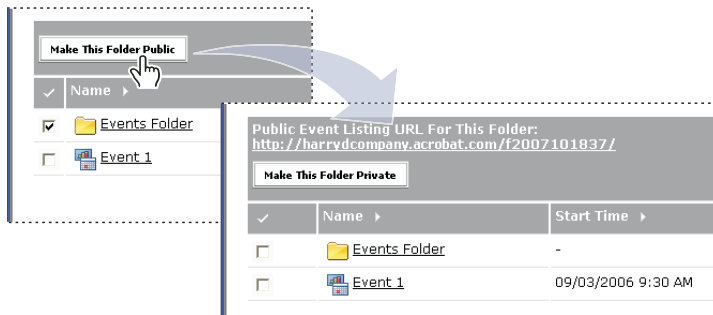 Make This Folder Public
Name
Events Folder
Event 1
Public Event Listing URL For This Folder:
http://harrydcompany.acrobat.com/f2007101837/
Make This Folder Private
Name Start Time
Events Folder -
Event 1 09/03/2006 9:30 AM